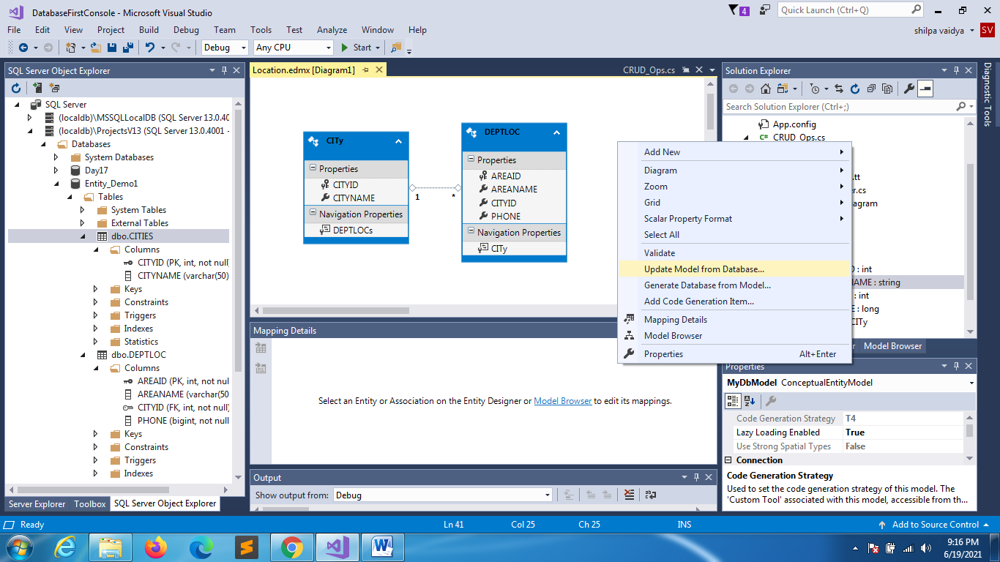 DatabaseFirstConsole - Microsoft Visual Studio
4
Quick Launch (Ctrl+Q)
File Edit View Project Build Debug Team Tools Test Analyze Window Help
shilpa vaidya SV
Debug Any CPU Start
SQL Server Object Explorer
SQL Server
(localdb)\MSSQLLocalDB (SQL Server 13.0.40
(localdb)\ProjectsV13 (SQL Server 13.0.4001 -
Databases
System Databases
Day17
Entity_Demo1
Tables
System Tables
External Tables
dbo.CITIES
Columns
CITYID (PK, int, not null)
CITYNAME (varchar(50)
Keys
Constraints
Triggers
Indexes
Statistics
dbo.DEPTLOC
Columns
AREAID (PK, int, not null
AREANAME (varchar(50
CITYID (FK, int, not null)
PHONE (bigint, not null
Keys
Constraints
Triggers
Indexes
Server Explorer Toolbox SQL Server Object Explorer
Location.edmx [Diagram1]
CRUD_Ops.cs
CITy
Properties
CITYID
CITYNAME
Navigation Properties
DEPTLOCs
1 *
DEPTLOC
Properties
AREAID
AREANAME
CITYID
PHONE
Navigation Properties
CITy
Add New
Diagram
Zoom
Grid
Scalar Property Format
Select All
Validate
Update Model from Database...
Generate Database from Model...
Add Code Generation Item...
Mapping Details
Model Browser
Properties Alt+Enter
Mapping Details
Select an Entity or Association on the Entity Designer or Model Browser to edit its mappings.
Output
Show output from: Debug
Solution Explorer
Search Solution Explorer (Ctrl+;)
App.config
C# CRUD_Ops.cs
.tt
er.cs
agram
D : int
NAME : string
: int
E : long
CITy
r Model Browser
Properties
MyDbModel ConceptualEntityModel
Code Generation Strategy T4
Lazy Loading Enabled True
Use Strong Spatial Types False
Connection
Code Generation Strategy
Used to set the code generation strategy of this model. The
'Custom Tool' associated with this model, accessible from th...
Diagnostic Tools
Ready Ln 41 Col 25 Ch 25 INS Add to Source Control
9:16 PM
6/19/2021